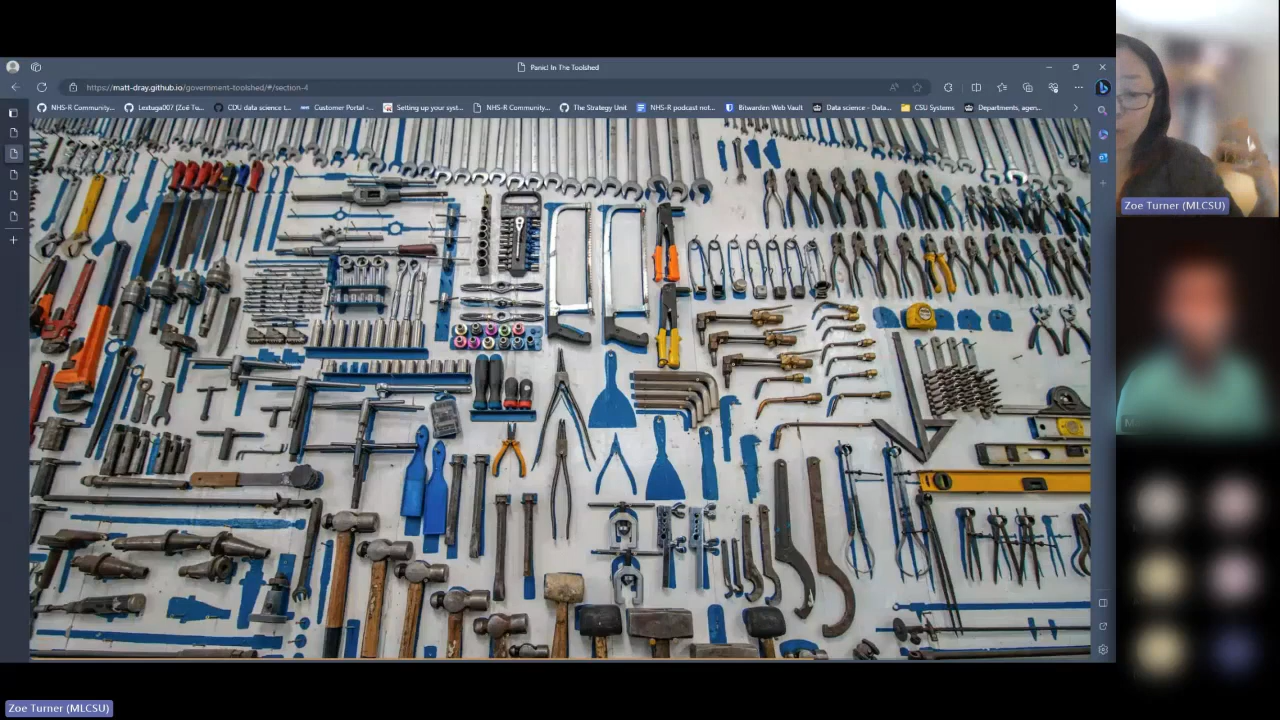 Panic! In The Toolshed
https://matt-dray.github.io/government-toolshed/#/section-4
NHS-R Community... Lextuga007 (Zoë Tu... CDU data science t... Customer Portal -... Setting up your syst... NHS-R Community... The Strategy Unit NHS-R podcast not... Bitwarden Web Vault Data science - Data... CSU Systems Departments, agen...
Zoe Turner (MLCSU)
Zoe Turner (MLCSU)